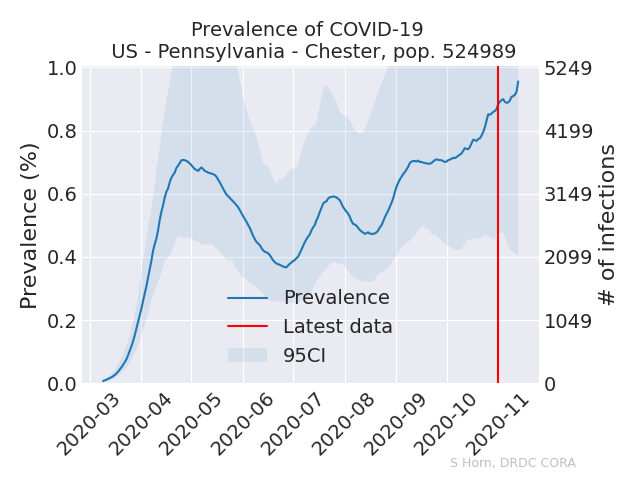 Prevalence of COVID-19
US - Pennsylvania - Chester, pop. 524989
1.0
0.8
0.6
0.4
0.2
0.0
Prevalence (%)
5249
4199
3149
2099
1049
0
# of infections
Prevalence
Latest data
95CI
2020-03
2020-04
2020-05
2020-06
2020-07
2020-08
2020-09
2020-10
2020-11
S Horn, DRDC CORA